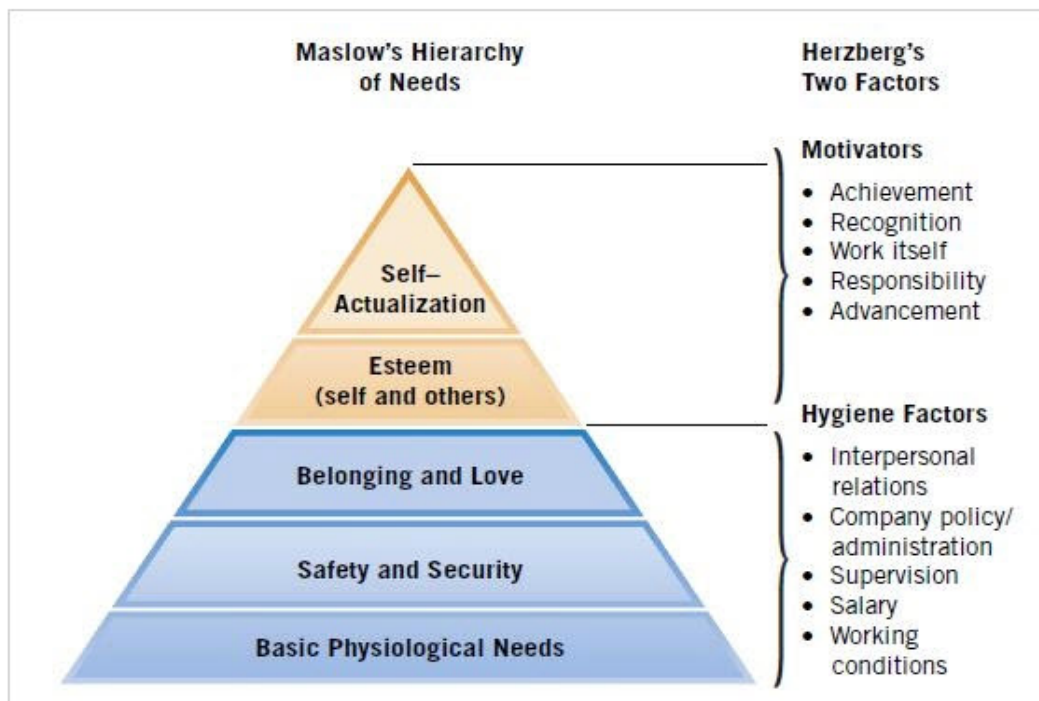 Maslow's Hierarchy
of Needs
Self–
Actualization
Esteem
(self and others)
Belonging and Love
Safety and Security
Basic Physiological Needs
Herzberg's
Two Factors
Motivators
• Achievement
• Recognition
• Work itself
• Responsibility
• Advancement
Hygiene Factors
• Interpersonal
relations
• Company policy/
administration
• Supervision
• Salary
• Working
conditions